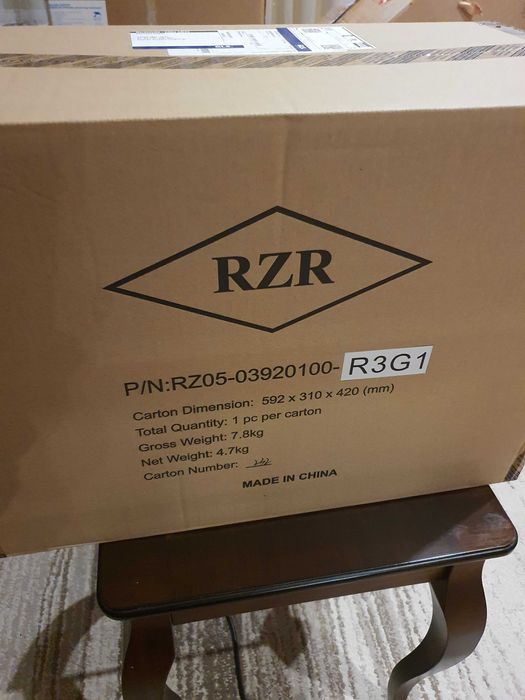 RZR
P/N:RZ05-03920100-R3G1
Carton Dimension: 592 x 310 x 420 (mm)
Total Quantity: 1 pc per carton
Gross Weight: 7.8kg
Net Weight: 4.7kg
Carton Number:
MADE IN CHINA